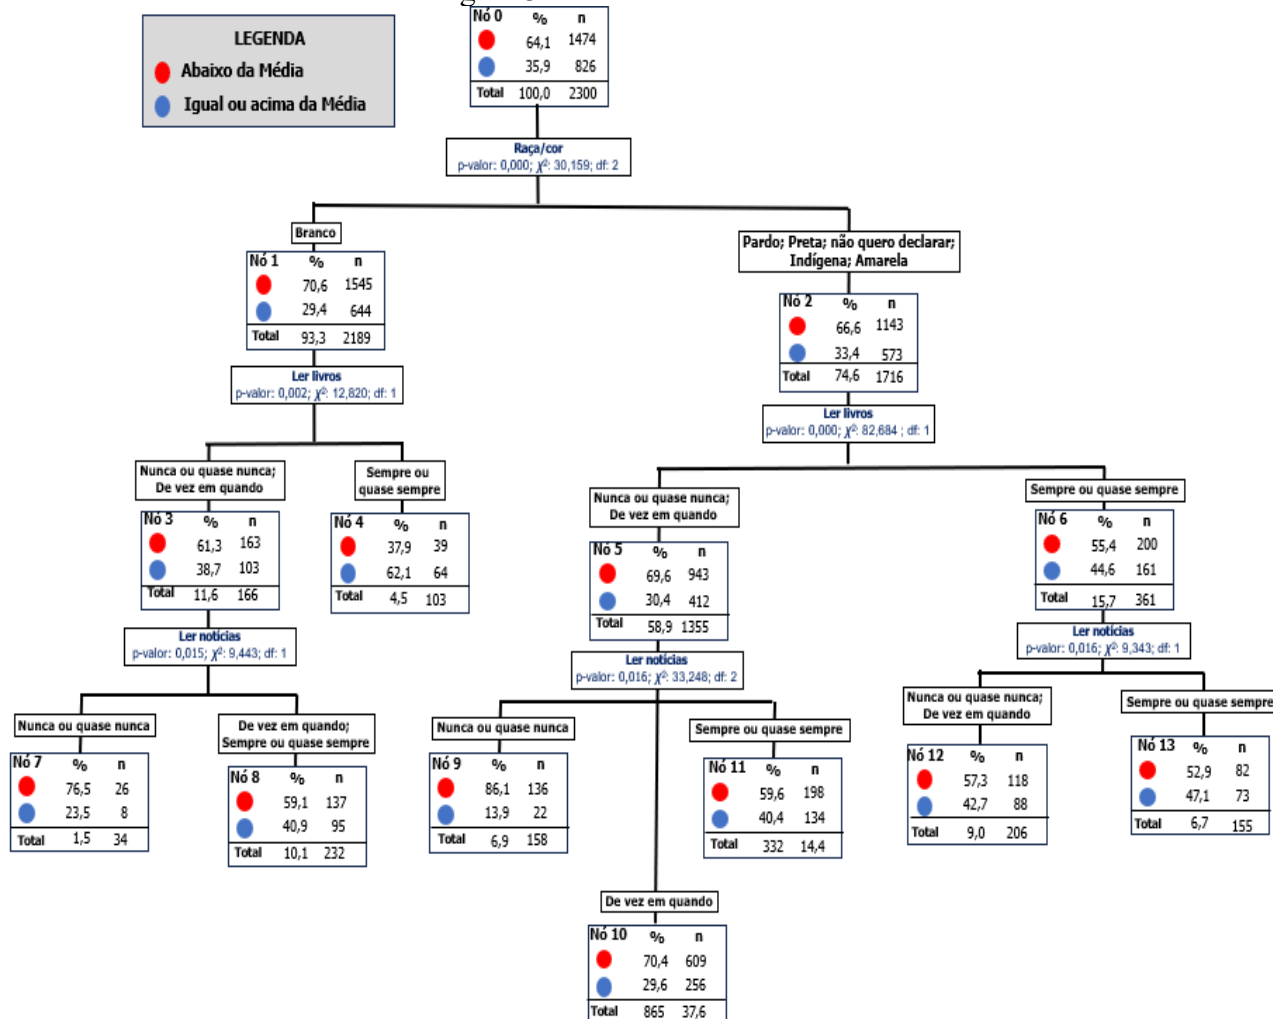 LEGENDA
Abaixo da Média
Igual ou acima da Média
Nó 0 % n
64,1 1474
35,9 826
Total 100,0 2300
Raça/cor
p-valor: 0,000; χ²: 30,159; df: 2
Branco
Pardo; Preta; não quero declarar;
Indígena; Amarela
Nó 1 % n
70,6 1545
29,4 644
Total 93,3 2189
Nó 2 % n
66,6 1143
33,4 573
Total 74,6 1716
Ler livros
p-valor: 0,002; χ²: 12,820; df: 1
Ler livros
p-valor: 0,000; χ²: 82,684 ; df: 1
Nunca ou quase nunca;
De vez em quando
Sempre ou
quase sempre
Nunca ou quase nunca;
De vez em quando
Sempre ou quase sempre
Nó 3 % n
61,3 163
38,7 103
Total 11,6 166
Nó 4 % n
37,9 39
62,1 64
Total 4,5 103
Nó 5 % n
69,6 943
30,4 412
Total 58,9 1355
Nó 6 % n
55,4 200
44,6 161
Total 15,7 361
Ler notícias
p-valor: 0,015; χ²: 9,443; df: 1
Ler notícias
p-valor: 0,016; χ²: 33,248; df: 2
Ler notícias
p-valor: 0,016; χ²: 9,343; df: 1
Nunca ou quase nunca
De vez em quando;
Sempre ou quase sempre
Nunca ou quase nunca
Sempre ou quase sempre
Nunca ou quase nunca;
De vez em quando
Sempre ou quase sempre
Nó 7 % n
76,5 26
23,5 8
Total 1,5 34
Nó 8 % n
59,1 137
40,9 95
Total 10,1 232
Nó 9 % n
86,1 136
13,9 22
Total 6,9 158
Nó 11 % n
59,6 198
40,4 134
Total 332 14,4
Nó 12 % n
57,3 118
42,7 88
Total 9,0 206
Nó 13 % n
52,9 82
47,1 73
Total 6,7 155
De vez em quando
Nó 10 % n
70,4 609
29,6 256
Total 865 37,6